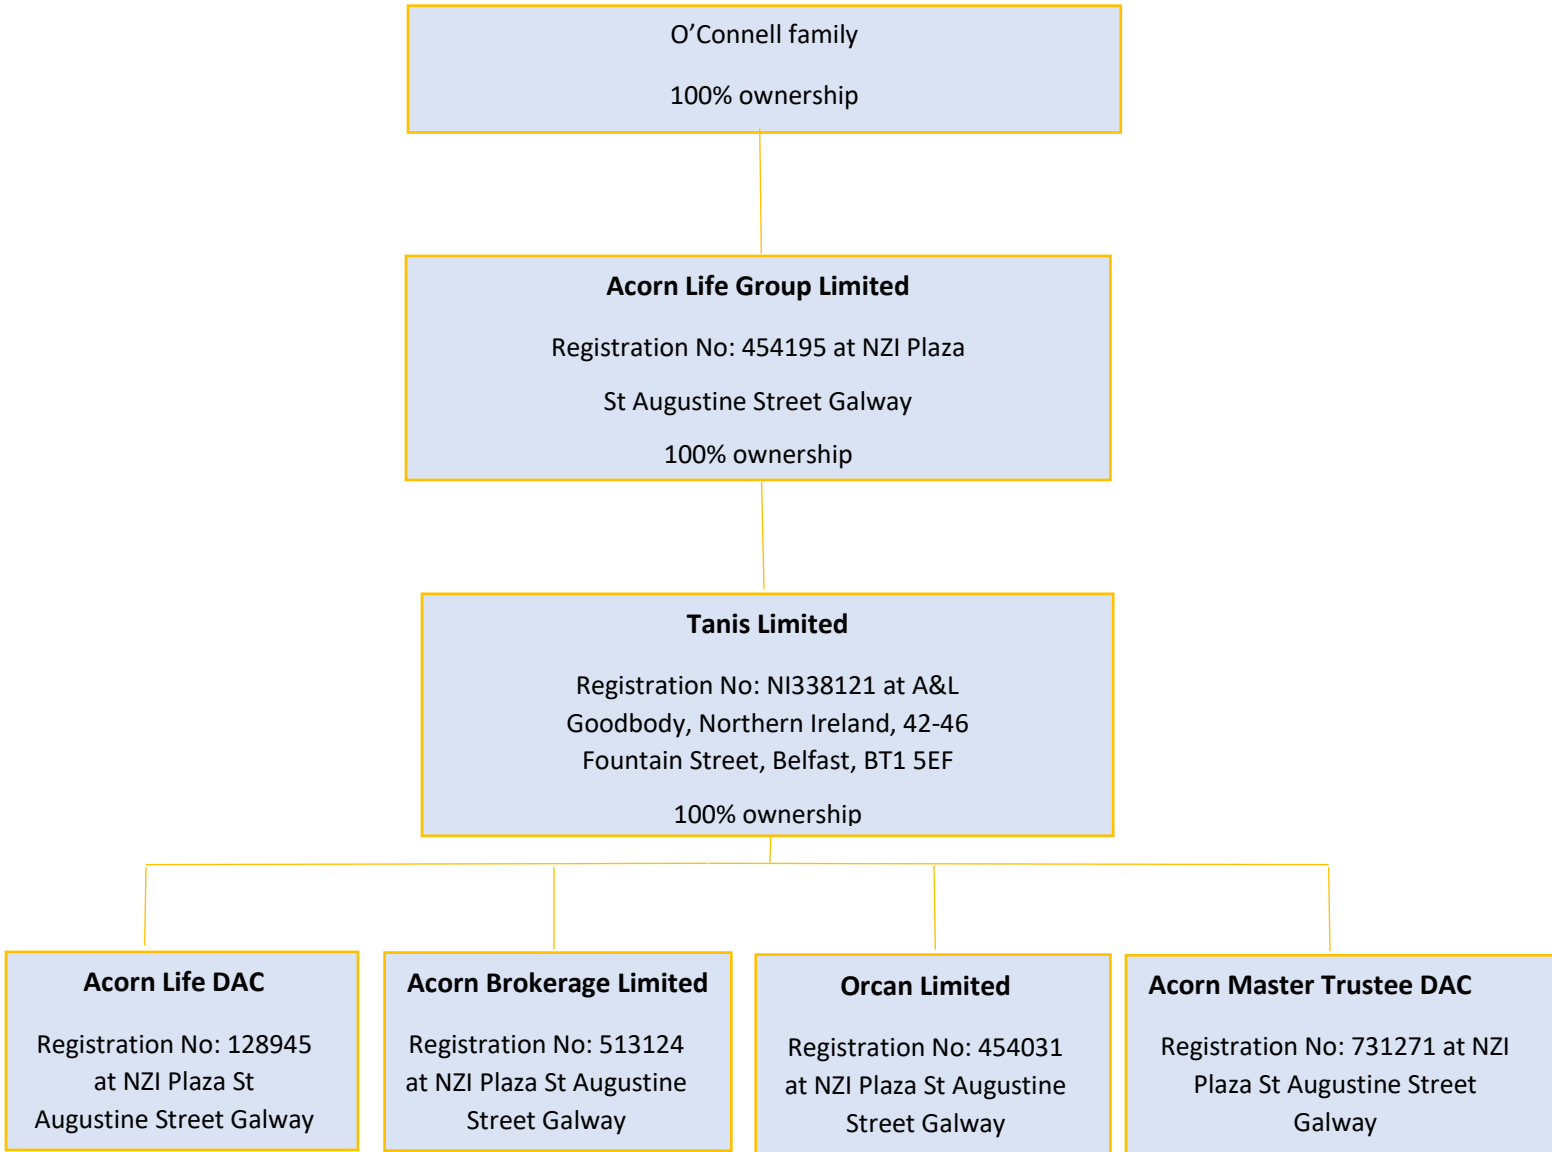 O’Connell family
100% ownership
Acorn Life Group Limited
Registration No: 454195 at NZI Plaza
St Augustine Street Galway
100% ownership
Tanis Limited
Registration No: NI338121 at A&L
Goodbody, Northern Ireland, 42-46
Fountain Street, Belfast, BT1 5EF
100% ownership
Acorn Life DAC
Registration No: 128945
at NZI Plaza St
Augustine Street Galway
Acorn Brokerage Limited
Registration No: 513124
at NZI Plaza St Augustine
Street Galway
Orcan Limited
Registration No: 454031
at NZI Plaza St Augustine
Street Galway
Acorn Master Trustee DAC
Registration No: 731271 at NZI
Plaza St Augustine Street
Galway